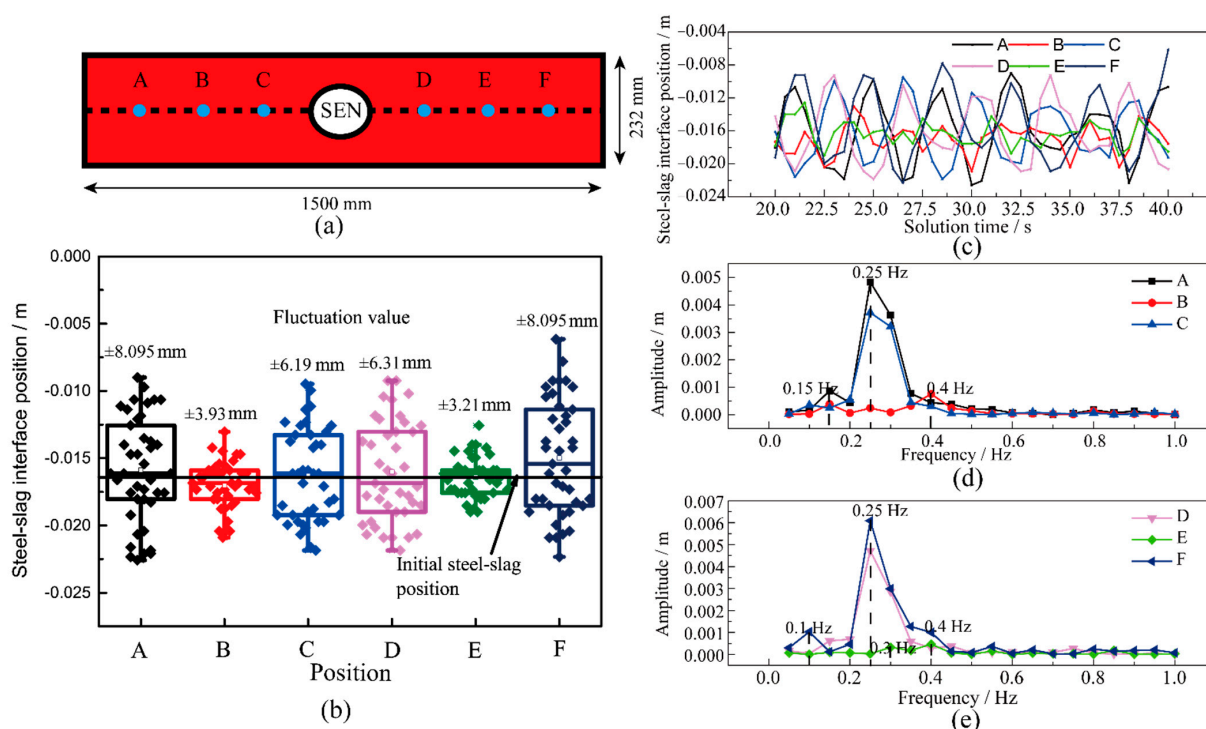 A B C D E F
SEN
232 mm
1500 mm
(a)
0.000
-0.005
-0.010
-0.015
-0.020
-0.025
Steel-slag interface position / m
Fluctuation value
±8.095 mm
±3.93 mm
±6.19 mm
±6.31 mm
±3.21 mm
±8.095 mm
Initial steel-slag
position
A B C D E F
Position
(b)
-0.004
-0.008
-0.012
-0.016
-0.020
-0.024
Steel-slag interface position / m
A B C
D E F
20.0 22.5 25.0 27.5 30.0 32.5 35.0 37.5 40.0
Solution time / s
(c)
0.005
0.004
0.003
0.002
0.001
0.000
Amplitude / m
0.25 Hz
0.15 Hz
0.4 Hz
A
B
C
0.0 0.2 0.4 0.6 0.8 1.0
Frequency / Hz
(d)
0.007
0.006
0.005
0.004
0.003
0.002
0.001
0.000
Amplitude / m
0.25 Hz
0.1 Hz
0.4 Hz
0.3 Hz
D
E
F
0.0 0.2 0.4 0.6 0.8 1.0
Frequency / Hz
(e)